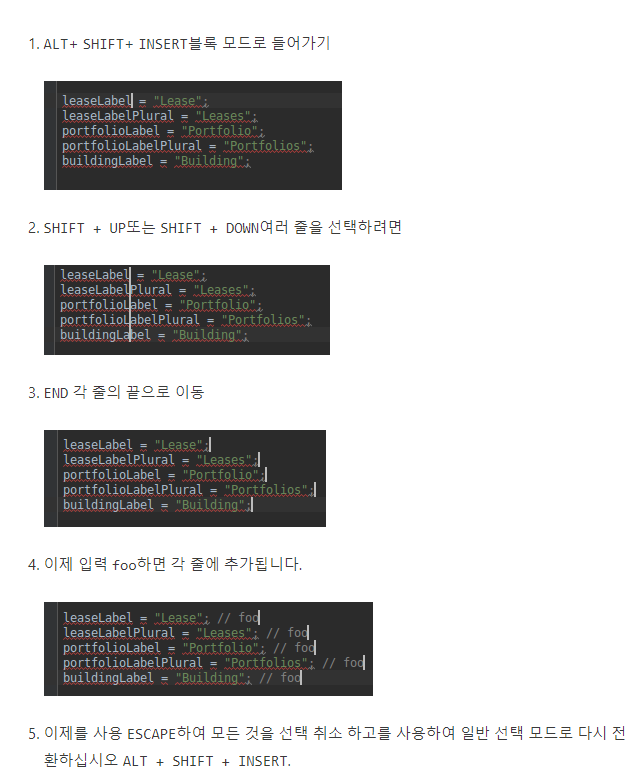 1. ALT+ SHIFT+ INSERT블록 모드로 들어가기
leaseLabel = "Lease";
leaseLabelPlural = "Leases";
portfolioLabel = "Portfolio";
portfolioLabelPlural = "Portfolios";
buildingLabel = "Building";
2. SHIFT + UP또는 SHIFT + DOWN여러 줄을 선택하려면
leaseLabel = "Lease";
leaseLabelPlural = "Leases";
portfolioLabel = "Portfolio";
portfolioLabelPlural = "Portfolios";
buildingLabel = "Building";
3. END 각 줄의 끝으로 이동
leaseLabel = "Lease";
leaseLabelPlural = "Leases";
portfolioLabel = "Portfolio";
portfolioLabelPlural = "Portfolios";
buildingLabel = "Building";
4. 이제 입력 foo하면 각 줄에 추가됩니다.
leaseLabel = "Lease"; // foo
leaseLabelPlural = "Leases"; // foo
portfolioLabel = "Portfolio"; // foo
portfolioLabelPlural = "Portfolios"; // foo
buildingLabel = "Building"; // foo
5. 이제를 사용 ESCAPE하여 모든 것을 선택 취소 하고를 사용하여 일반 선택 모드로 다시 전
환하십시오 ALT + SHIFT + INSERT.